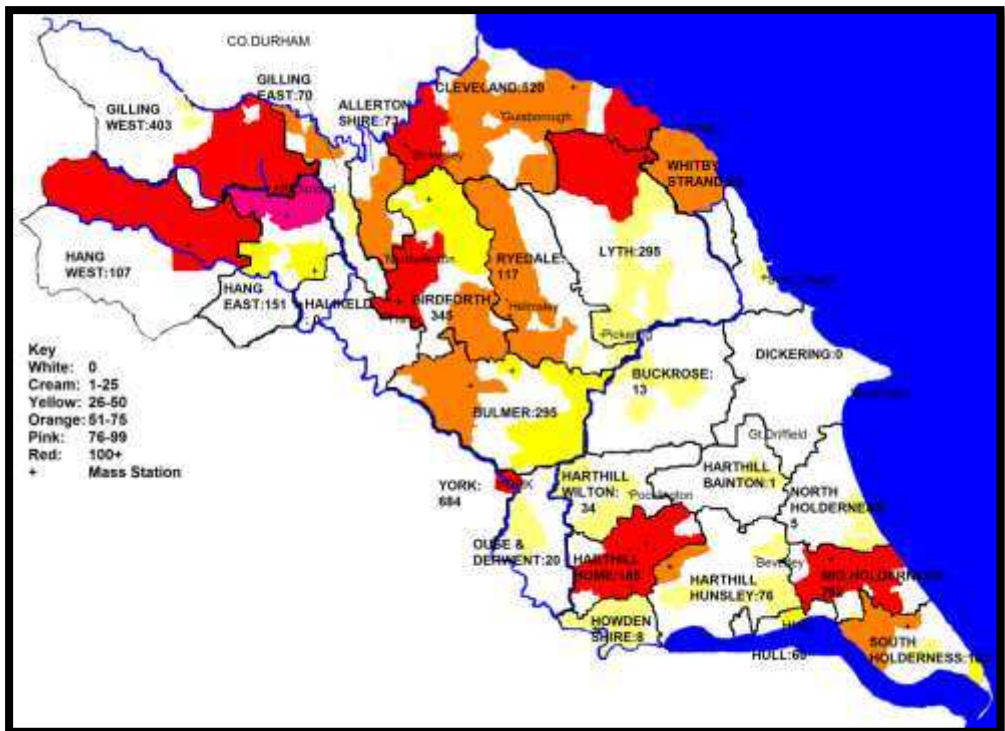 CO.DURHAM
GILLING
EAST:70
GILLING
WEST:403
ALLERTON
SHIRE:73
CLEVELAND:520
Guisborough
WHITBY
STRAND:
HANG
WEST:107
HANG
EAST:151
HALIKELD:
0
BIRDFORTH:
345
RYEDALE:
117
Helmsley
LYTH:295
Pickering
DICKERING:0
BUCKROSE:
13
BULMER:295
Key
White: 0
Cream: 1-25
Yellow: 26-50
Orange: 51-75
Pink: 76-99
Red: 100+
+ Mass Station
YORK:
684
Gt.Driffield
HARTHILL
WILTON:
34
Pocklington
HARTHILL
BAINTON:1
NORTH
HOLDERNESS:
5
OUSE &
DERWENT:20
HARTHILL
HOME:185
Beverley
HARTHILL
HUNSLEY:76
MID.HOLDERNESS:
HOWDEN
SHIRE:8
HULL:
SOUTH
HOLDERNESS: